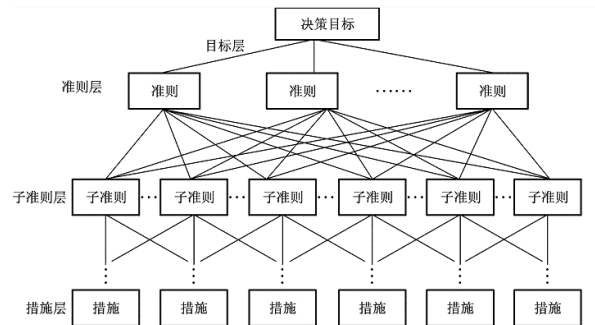 决策目标
目标层
准则层 准则 准则 …… 准则
子准则层 子准则 … 子准则 … 子准则 … 子准则 … 子准则 … 子准则
措施层 措施 措施 措施 措施 措施 措施